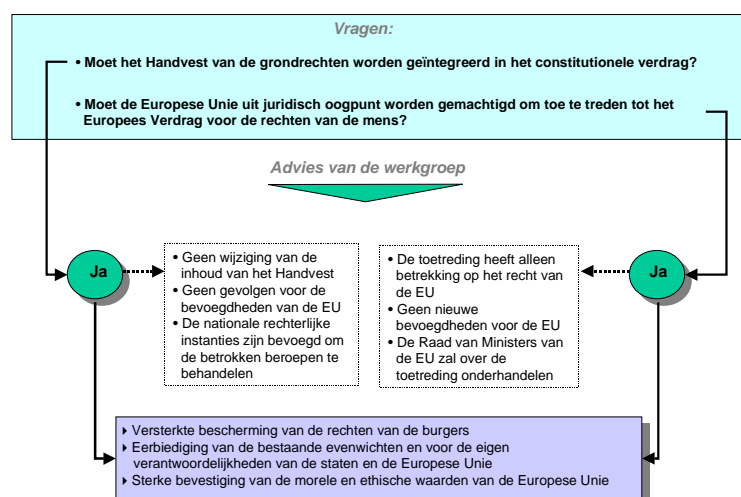 Vragen:
• Moet het Handvest van de grondrechten worden geïntegreerd in het constitutionele verdrag?
• Moet de Europese Unie uit juridisch oogpunt worden gemachtigd om toe te treden tot het
Europees Verdrag voor de rechten van de mens?
Advies van de werkgroep
Ja
• Geen wijziging van de
inhoud van het Handvest
• Geen gevolgen voor de
bevoegdheden van de EU
• De nationale rechterlijke
instanties zijn bevoegd om
de betrokken beroepen te
behandelen
• De toetreding heeft alleen
betrekking op het recht van
de EU
• Geen nieuwe
bevoegdheden voor de EU
• De Raad van Ministers van
de EU zal over de
toetreding onderhandelen
Ja
Versterkte bescherming van de rechten van de burgers
Eerbiediging van de bestaande evenwichten en voor de eigen
verantwoordelijkheden van de staten en de Europese Unie
Sterke bevestiging van de morele en ethische waarden van de Europese Unie